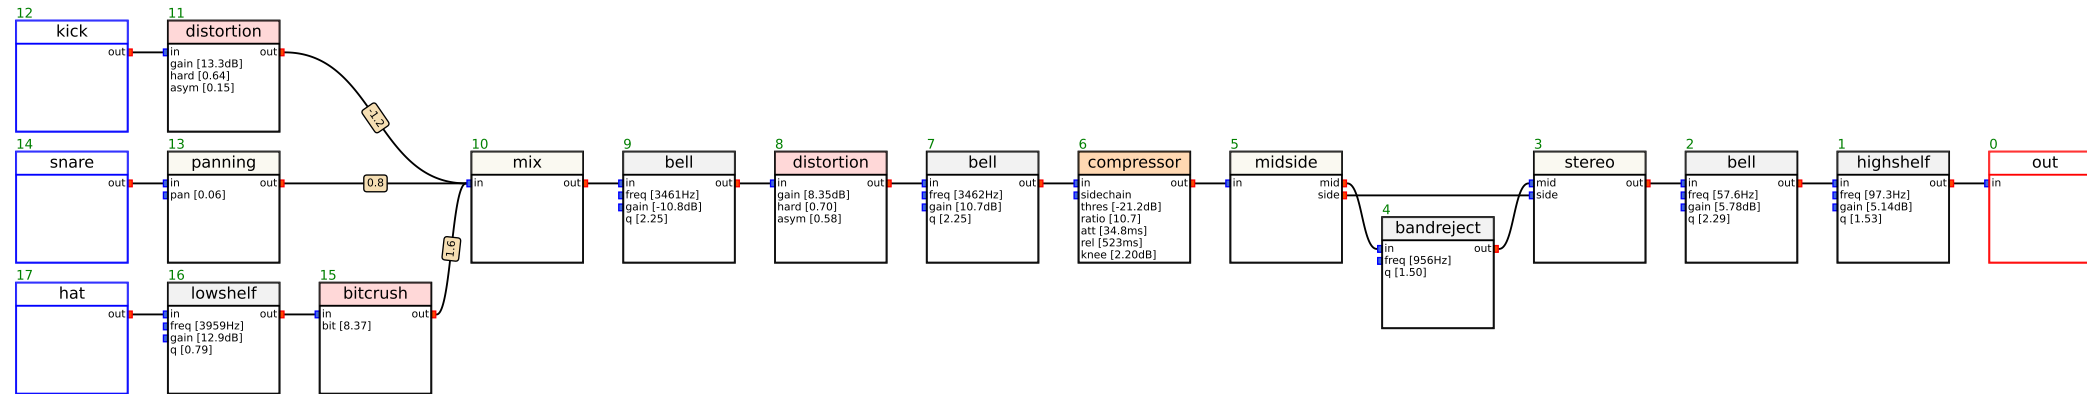 12
kick
out
11
distortion
in out
gain [13.3dB]
hard [0.64]
asym [0.15]
-1.2
14
snare
out
13
panning
in out
pan [0.06]
0.8
17
hat
out
16
lowshelf
in out
freq [3959Hz]
gain [12.9dB]
q [0.79]
15
bitcrush
in out
bit [8.37]
1.6
10
mix
in out
9
bell
in out
freq [3461Hz]
gain [-10.8dB]
q [2.25]
8
distortion
in out
gain [8.35dB]
hard [0.70]
asym [0.58]
7
bell
in out
freq [3462Hz]
gain [10.7dB]
q [2.25]
6
compressor
in out
sidechain
thres [-21.2dB]
ratio [10.7]
att [34.8ms]
rel [523ms]
knee [2.20dB]
5
midside
in mid
side
4
bandreject
in out
freq [956Hz]
q [1.50]
3
stereo
mid out
side
2
bell
in out
freq [57.6Hz]
gain [5.78dB]
q [2.29]
1
highshelf
in out
freq [97.3Hz]
gain [5.14dB]
q [1.53]
0
out
in